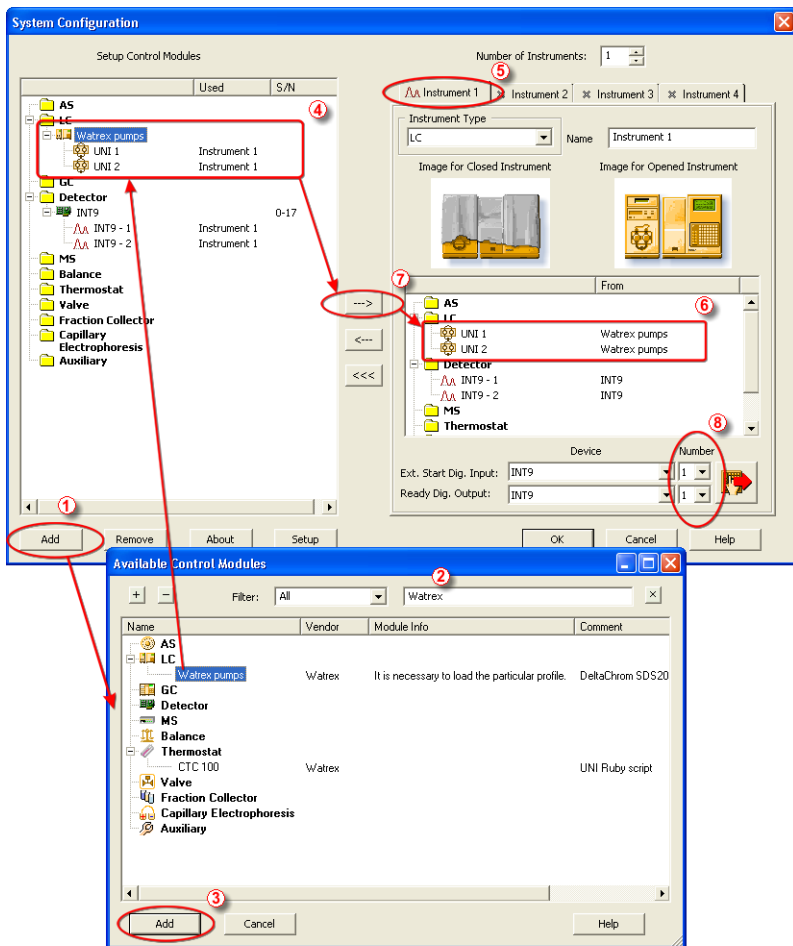 System Configuration
Setup Control Modules
Number of Instruments: 1
Used S/N
AS
LC
Watrex pumps
UNI 1 Instrument 1
UNI 2 Instrument 1
GC
Detector
INT9 0-17
INT9 - 1 Instrument 1
INT9 - 2 Instrument 1
MS
Balance
Thermostat
Valve
Fraction Collector
Capillary
Electrophoresis
Auxiliary
4
--->
<---
<<<
5
Instrument 1 Instrument 2 Instrument 3 Instrument 4
Instrument Type
LC
Name Instrument 1
Image for Closed Instrument Image for Opened Instrument
7
From
6
AS
LC
UNI 1 Watrex pumps
UNI 2 Watrex pumps
Detector
INT9 - 1 INT9
INT9 - 2 INT9
MS
Thermostat
8
Device Number
Ext. Start Dig. Input: INT9 1
Ready Dig. Output: INT9 1
1
Add Remove About Setup OK Cancel Help
Available Control Modules
2
+ - Filter: All Watrex ×
Name Vendor Module Info Comment
AS
LC
Watrex pumps Watrex It is necessary to load the particular profile. DeltaChrom SDS20
GC
Detector
MS
Balance
Thermostat
CTC 100 Watrex UNI Ruby script
Valve
Fraction Collector
Capillary Electrophoresis
Auxiliary
3
Add Cancel Help